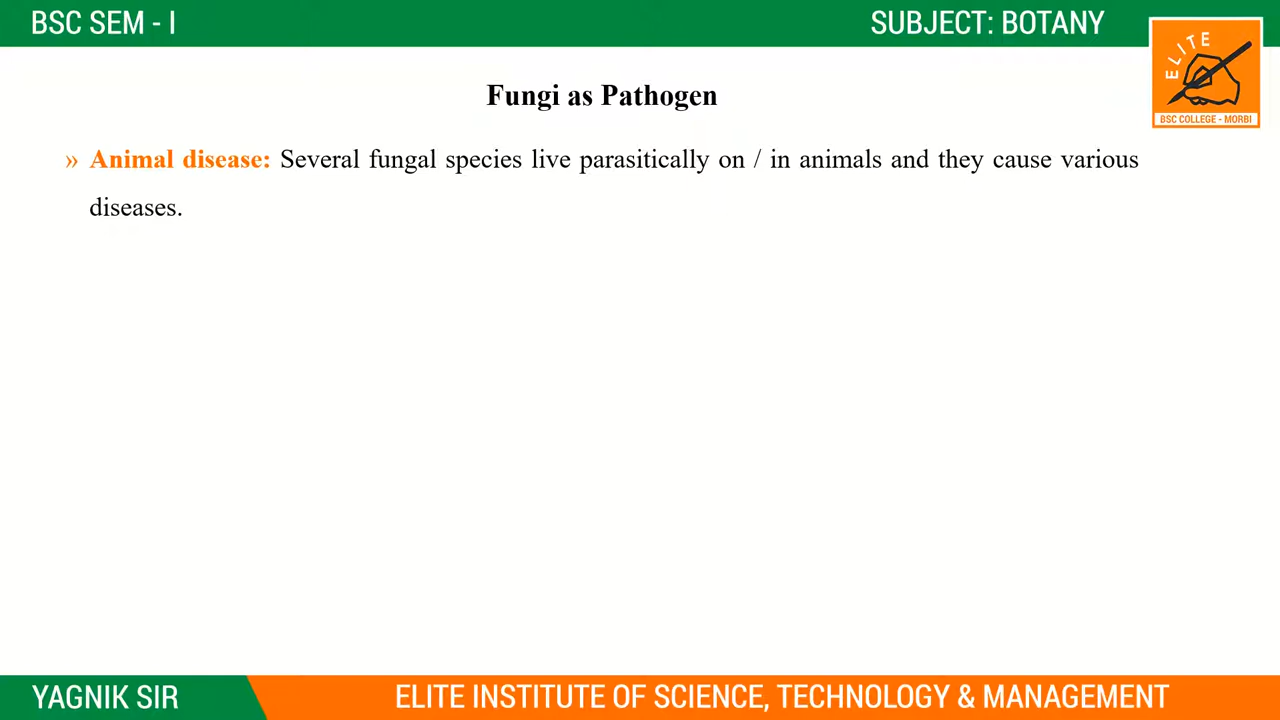 BSC SEM - I
SUBJECT: BOTANY
ELITE
BSC COLLEGE - MORBI
Fungi as Pathogen
» Animal disease: Several fungal species live parasitically on / in animals and they cause various
diseases.
YAGNIK SIR
ELITE INSTITUTE OF SCIENCE, TECHNOLOGY & MANAGEMENT